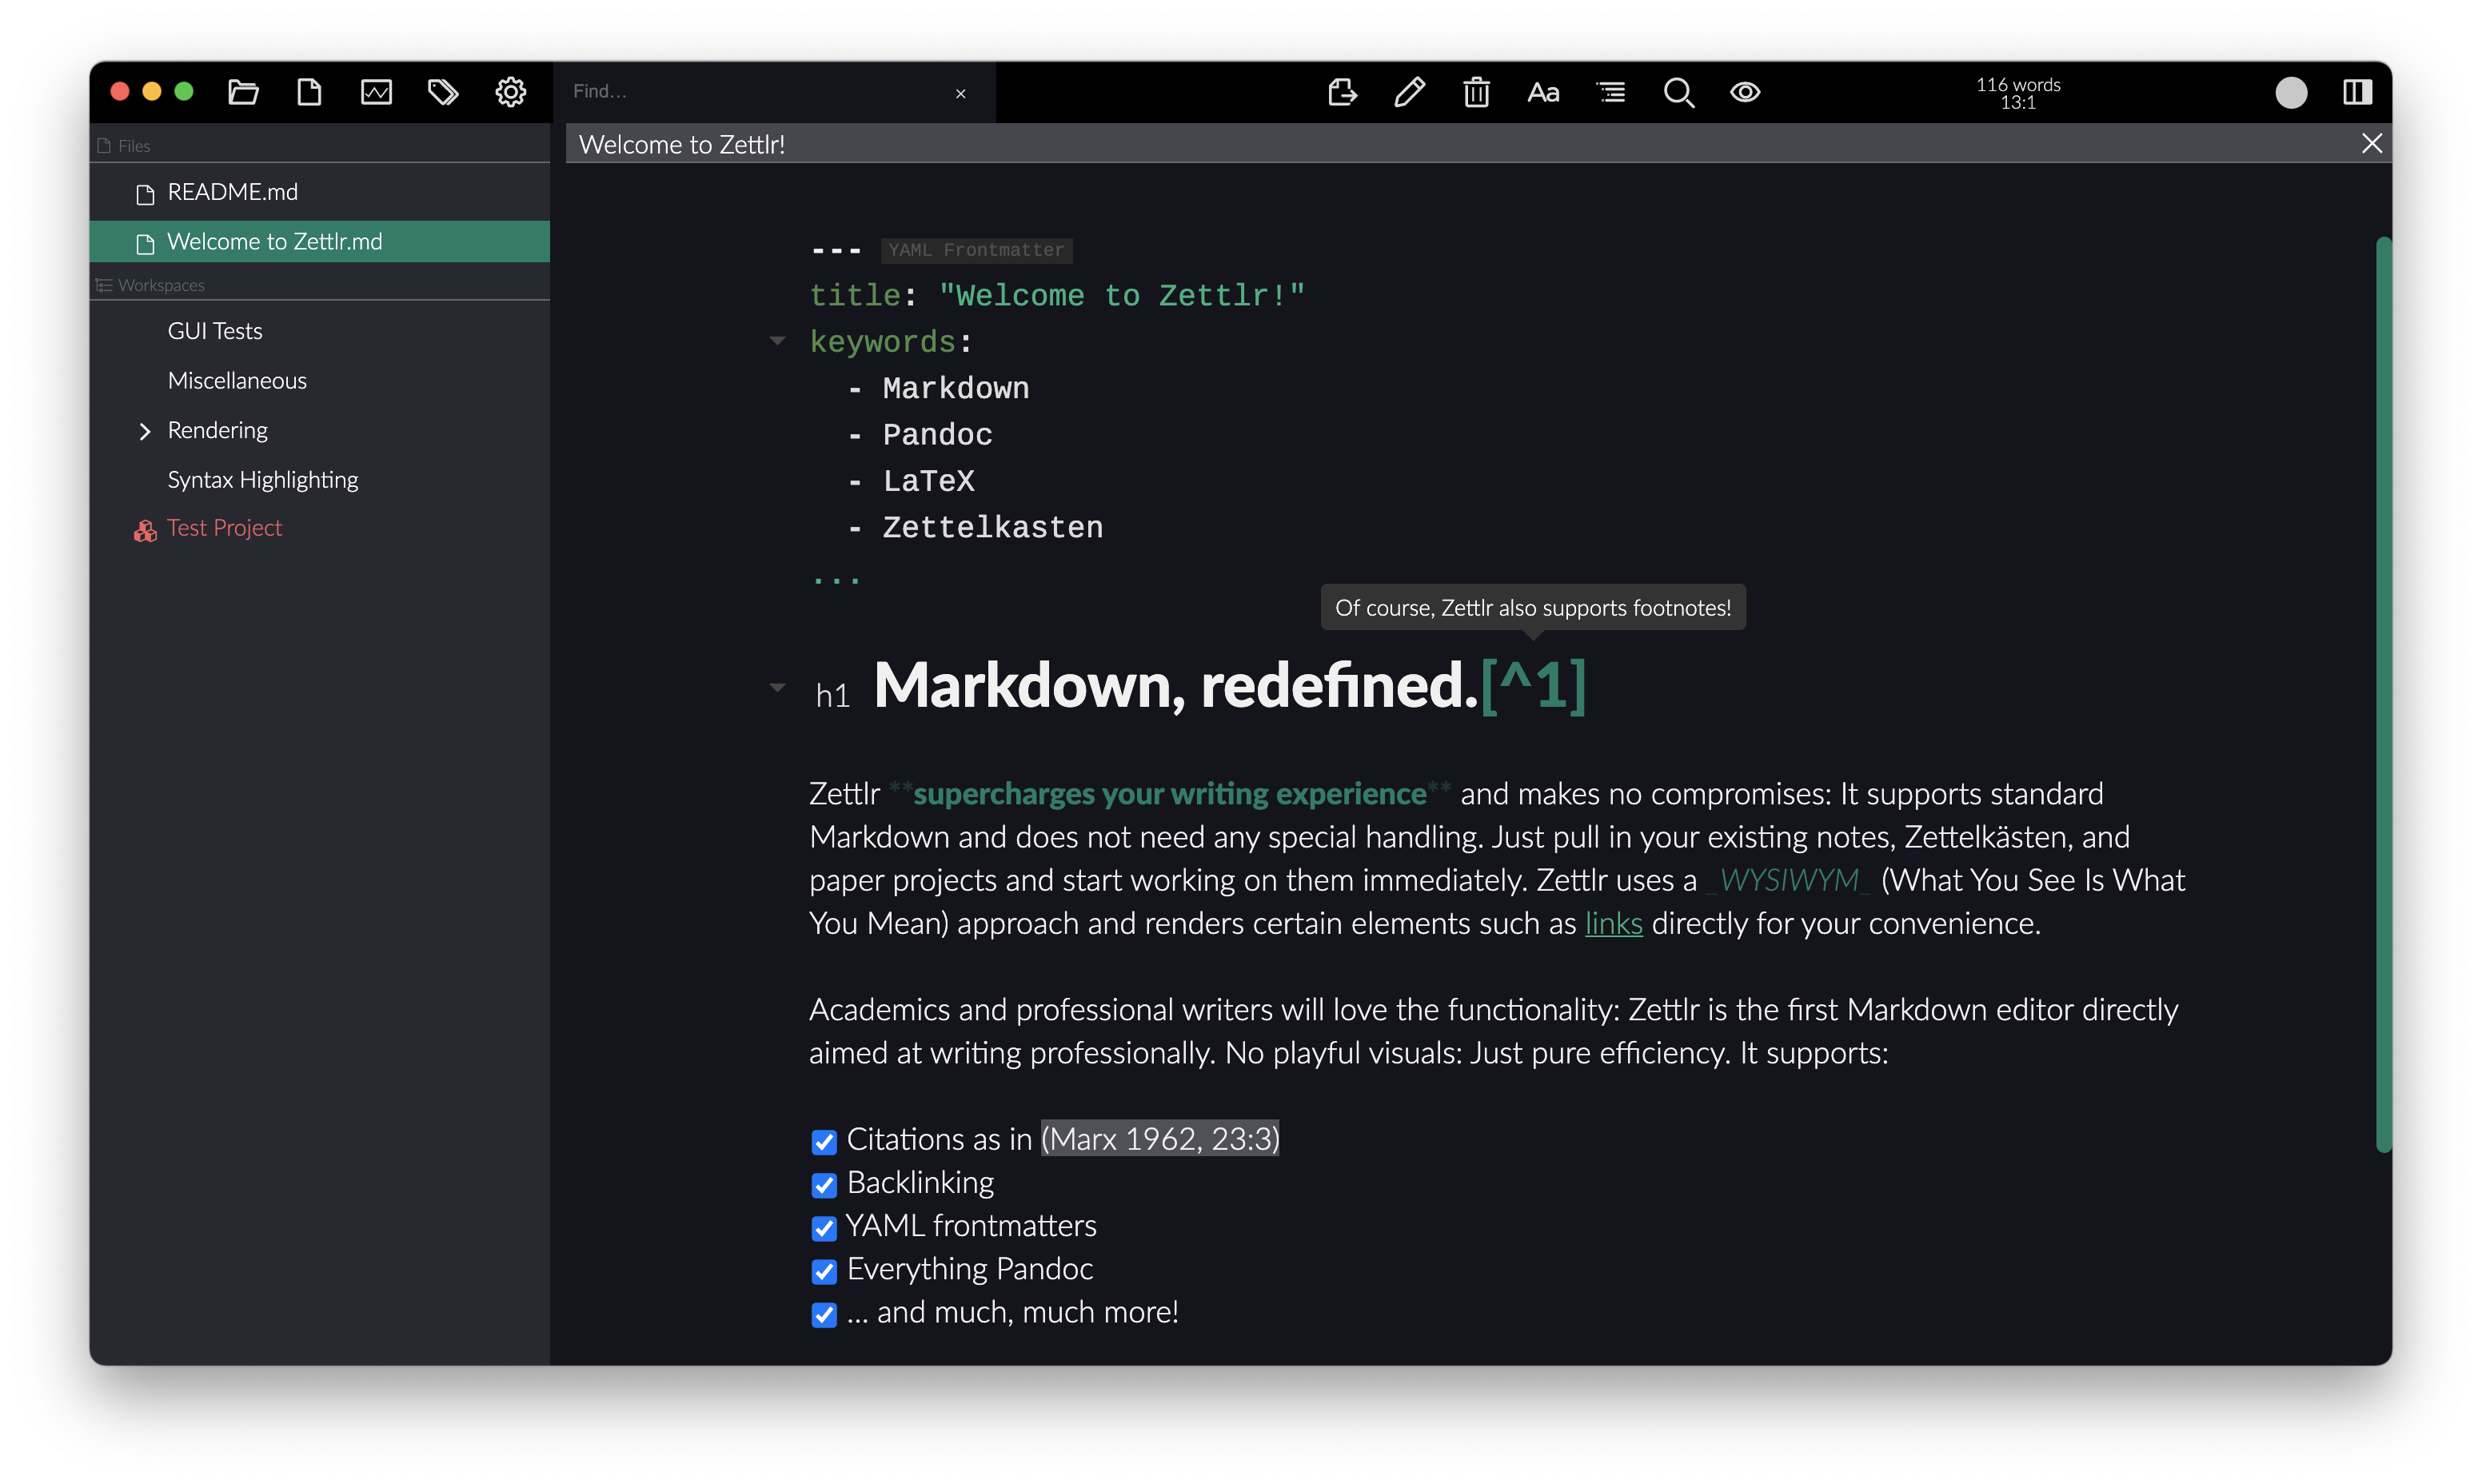 Find...
Aa
116 words
13:1
Files
README.md
Welcome to Zettlr.md
Workspaces
GUI Tests
Miscellaneous
Rendering
Syntax Highlighting
Test Project
Welcome to Zettlr!
--- YAML Frontmatter
title: "Welcome to Zettlr!"
keywords:
- Markdown
- Pandoc
- LaTeX
- Zettelkasten
...
Of course, Zettlr also supports footnotes!
h1 Markdown, redefined.[^1]
Zettlr **supercharges your writing experience** and makes no compromises: It supports standard
Markdown and does not need any special handling. Just pull in your existing notes, Zettelkästen, and
paper projects and start working on them immediately. Zettlr uses a _WYSIWYM_ (What You See Is What
You Mean) approach and renders certain elements such as links directly for your convenience.
Academics and professional writers will love the functionality: Zettlr is the first Markdown editor directly
aimed at writing professionally. No playful visuals: Just pure efficiency. It supports:
Citations as in (Marx 1962, 23:3)
Backlinking
YAML frontmatters
Everything Pandoc
... and much, much more!